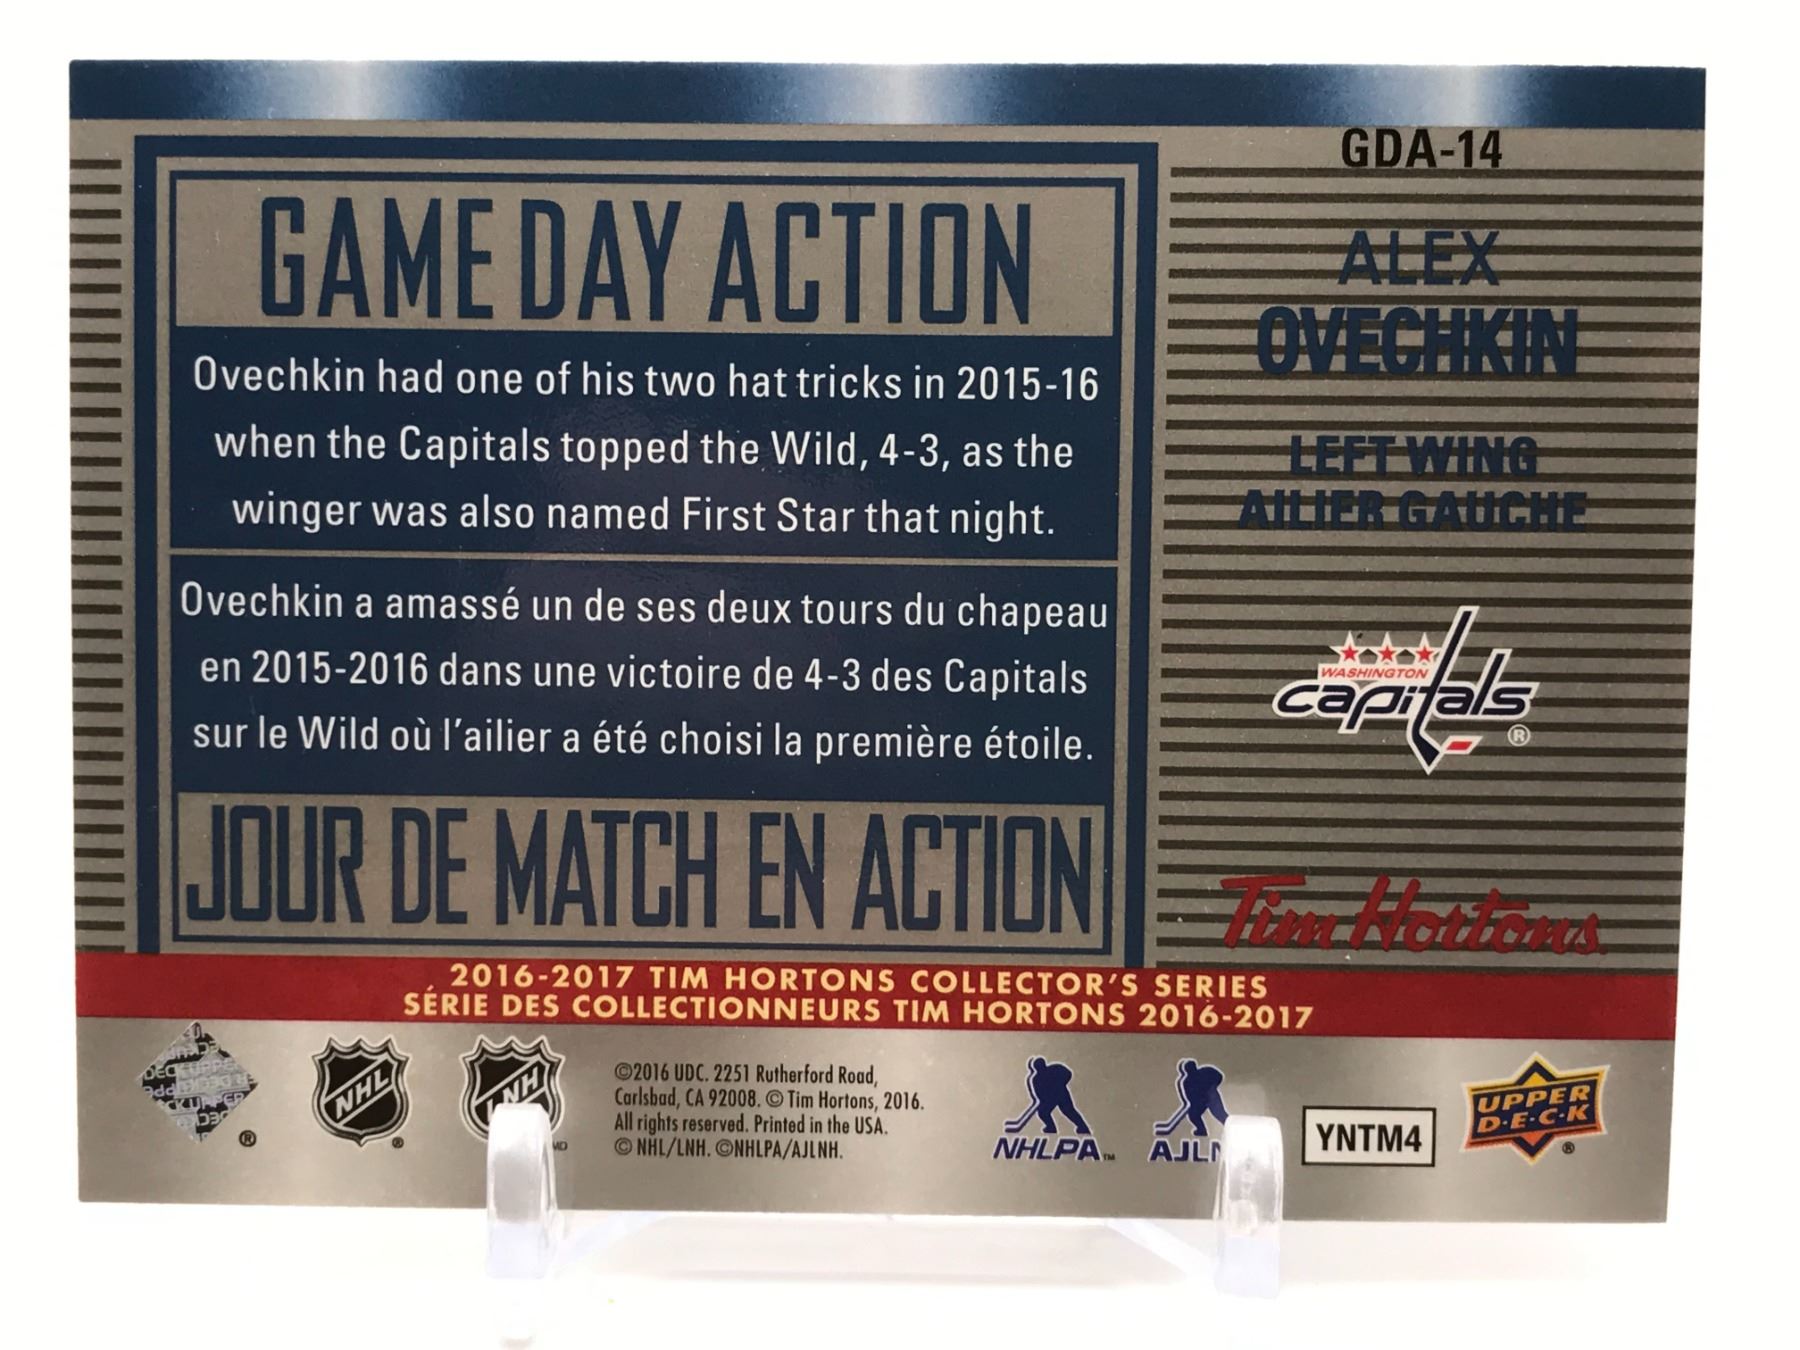 GDA-14
GAME DAY ACTION
Ovechkin had one of his two hat tricks in 2015-16
when the Capitals topped the Wild, 4-3, as the
winger was also named First Star that night.
Ovechkin a amassé un de ses deux tours du chapeau
en 2015-2016 dans une victoire de 4-3 des Capitals
sur le Wild où l'ailier a été choisi la première étoile.
JOUR DE MATCH EN ACTION
ALEX
OVECHKIN
LEFT WING
AILIER GAUCHE
WASHINGTON
capitals ®
Tim Hortons
2016-2017 TIM HORTONS COLLECTOR'S SERIES
SÉRIE DES COLLECTIONNEURS TIM HORTONS 2016-2017
®
NHL ®
LNH MD
©2016 UDC. 2251 Rutherford Road,
Carlsbad, CA 92008. © Tim Hortons, 2016.
All rights reserved. Printed in the USA.
© NHL/LNH. ©NHLPA/AJLNH.
NHLPA™
AJLN
YNTM4
UPPER
D·E·C·K ®